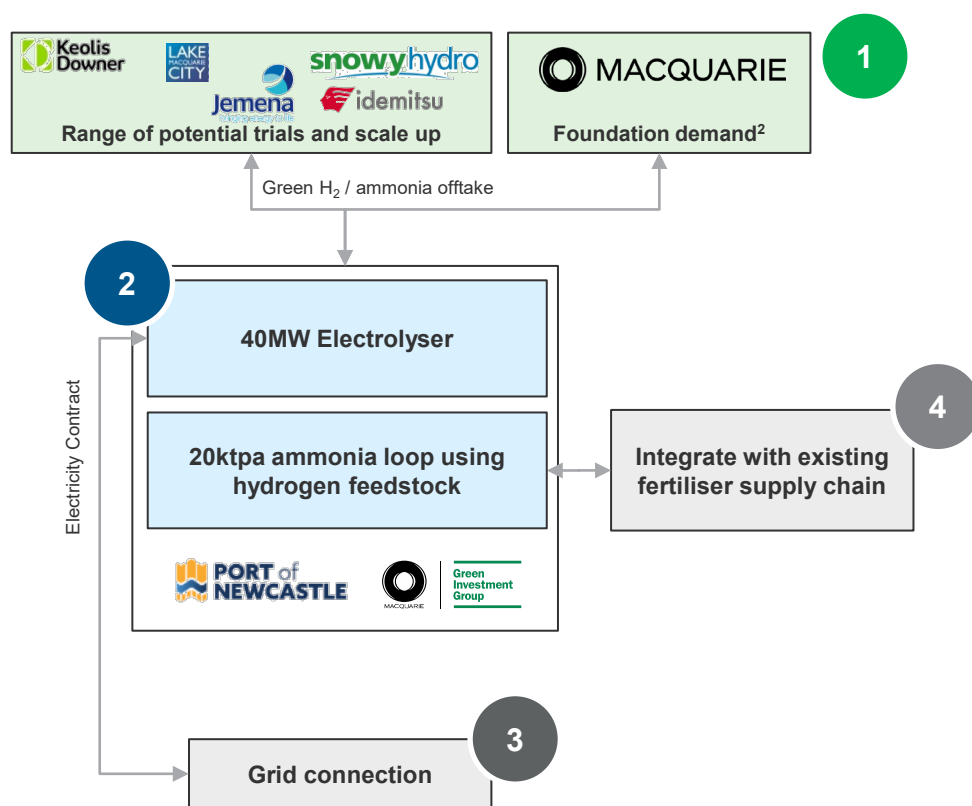 Keolis
Downer
LAKE
MACQUARIE
CITY
Jemena
snowyhydro
idemitsu
Range of potential trials and scale up
MACQUARIE
Foundation demand²
1
Green H₂ / ammonia offtake
2
40MW Electrolyser
20ktpa ammonia loop using
hydrogen feedstock
PORT of
NEWCASTLE
MACQUARIE
Green
Investment
Group
Electricity Contract
4
Integrate with existing
fertiliser supply chain
3
Grid connection